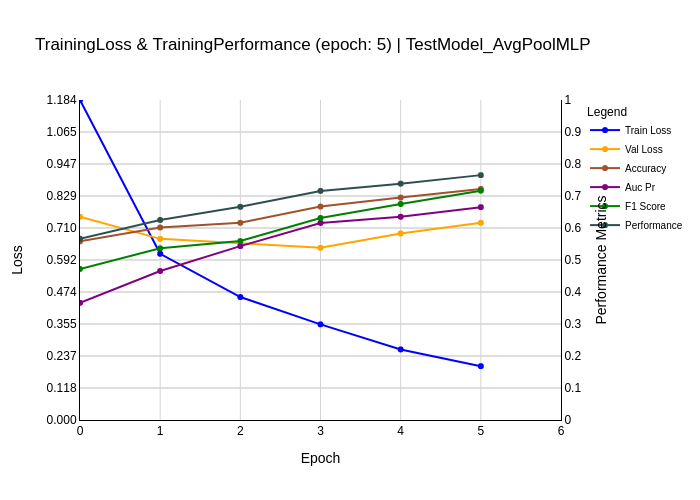 TrainingLoss & TrainingPerformance (epoch: 5) | TestModel_AvgPoolMLP
Legend
Train Loss
Val Loss
Accuracy
Auc Pr
F1 Score
Performance
Loss
1.184
1.065
0.947
0.829
0.710
0.592
0.474
0.355
0.237
0.118
0.000
1
0.9
0.8
0.7
0.6
0.5
0.4
0.3
0.2
0.1
0
Performance Metrics
0 1 2 3 4 5 6
Epoch